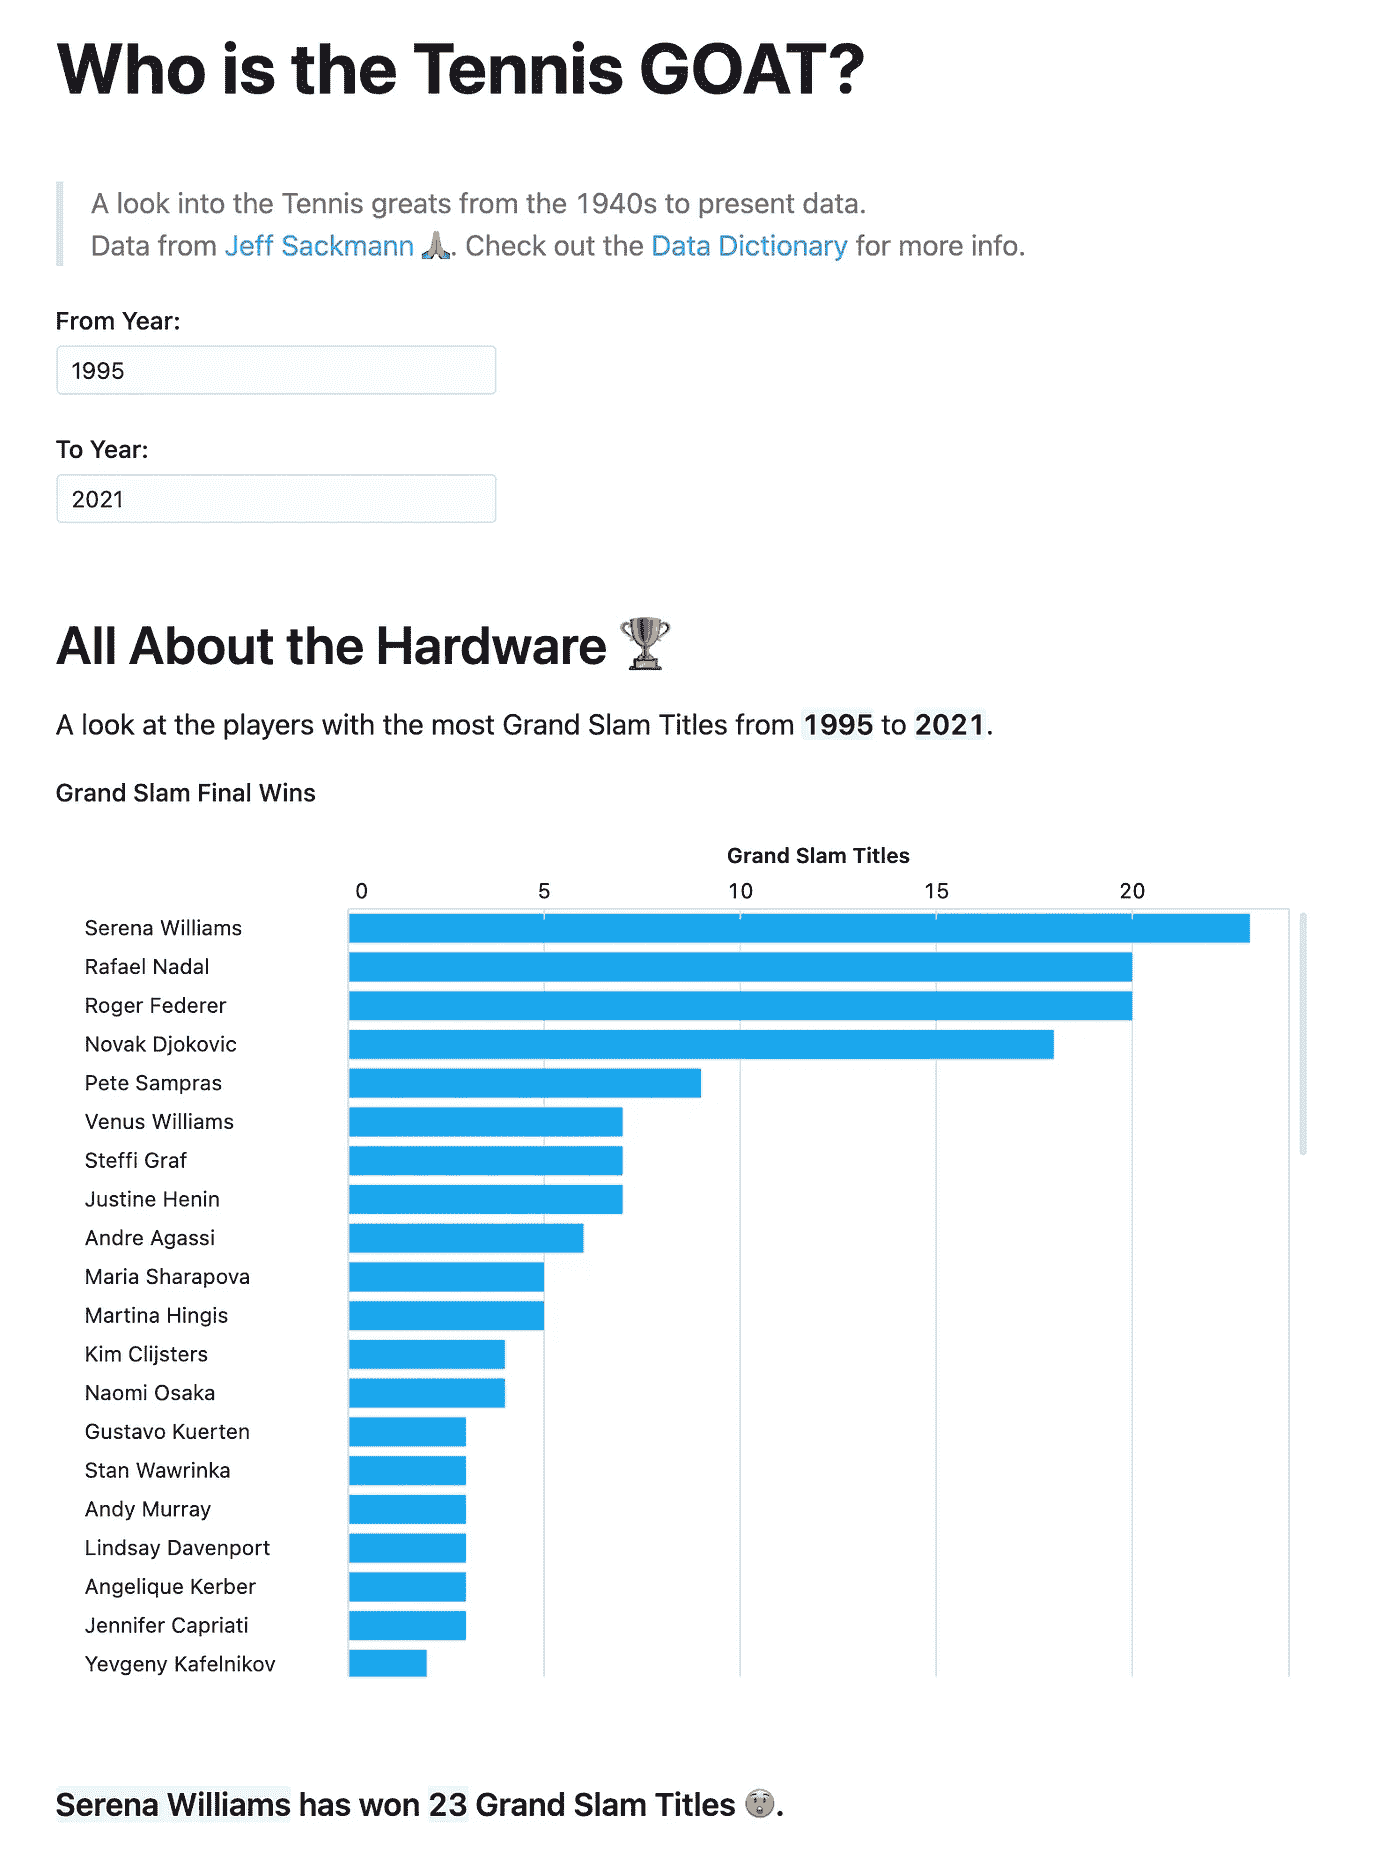 Who is the Tennis GOAT?
A look into the Tennis greats from the 1940s to present data.
Data from Jeff Sackmann 🙏. Check out the Data Dictionary for more info.
From Year:
1995
To Year:
2021
All About the Hardware 🏆
A look at the players with the most Grand Slam Titles from 1995 to 2021.
Grand Slam Final Wins
Grand Slam Titles
0 5 10 15 20
Serena Williams
Rafael Nadal
Roger Federer
Novak Djokovic
Pete Sampras
Venus Williams
Steffi Graf
Justine Henin
Andre Agassi
Maria Sharapova
Martina Hingis
Kim Clijsters
Naomi Osaka
Gustavo Kuerten
Stan Wawrinka
Andy Murray
Lindsay Davenport
Angelique Kerber
Jennifer Capriati
Yevgeny Kafelnikov
Serena Williams has won 23 Grand Slam Titles 😲.